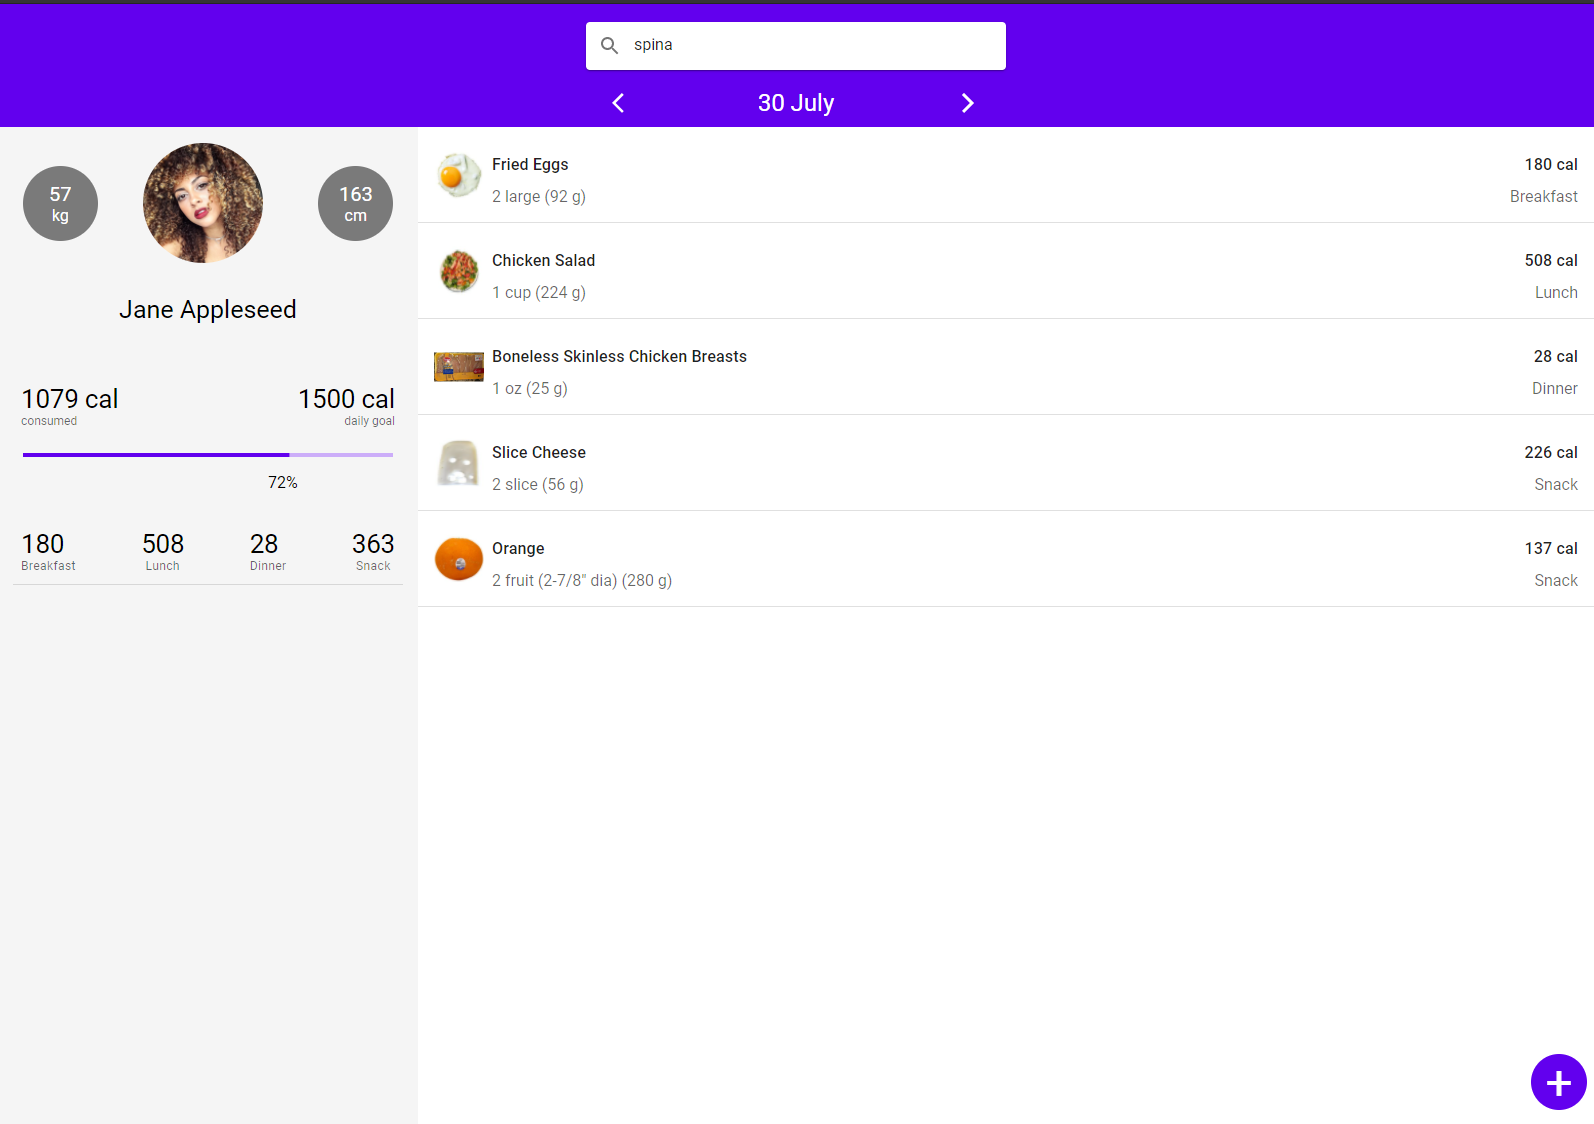 spina
30 July
57
kg
163
cm
Jane Appleseed
1079 cal
consumed
1500 cal
daily goal
72%
180
Breakfast
508
Lunch
28
Dinner
363
Snack
Fried Eggs
180 cal
2 large (92 g)
Breakfast
Chicken Salad
508 cal
1 cup (224 g)
Lunch
Boneless Skinless Chicken Breasts
28 cal
1 oz (25 g)
Dinner
Slice Cheese
226 cal
2 slice (56 g)
Snack
Orange
137 cal
2 fruit (2-7/8" dia) (280 g)
Snack